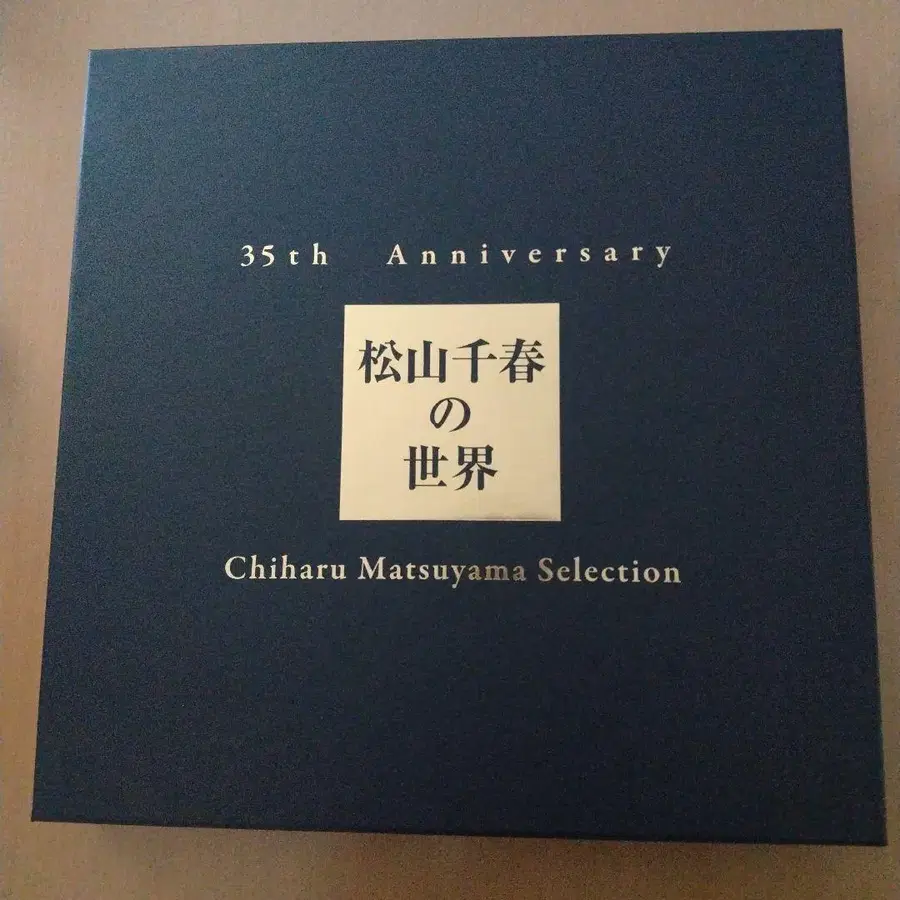 35th Anniversary
松山千春
の
世界
Chiharu Matsuyama Selection